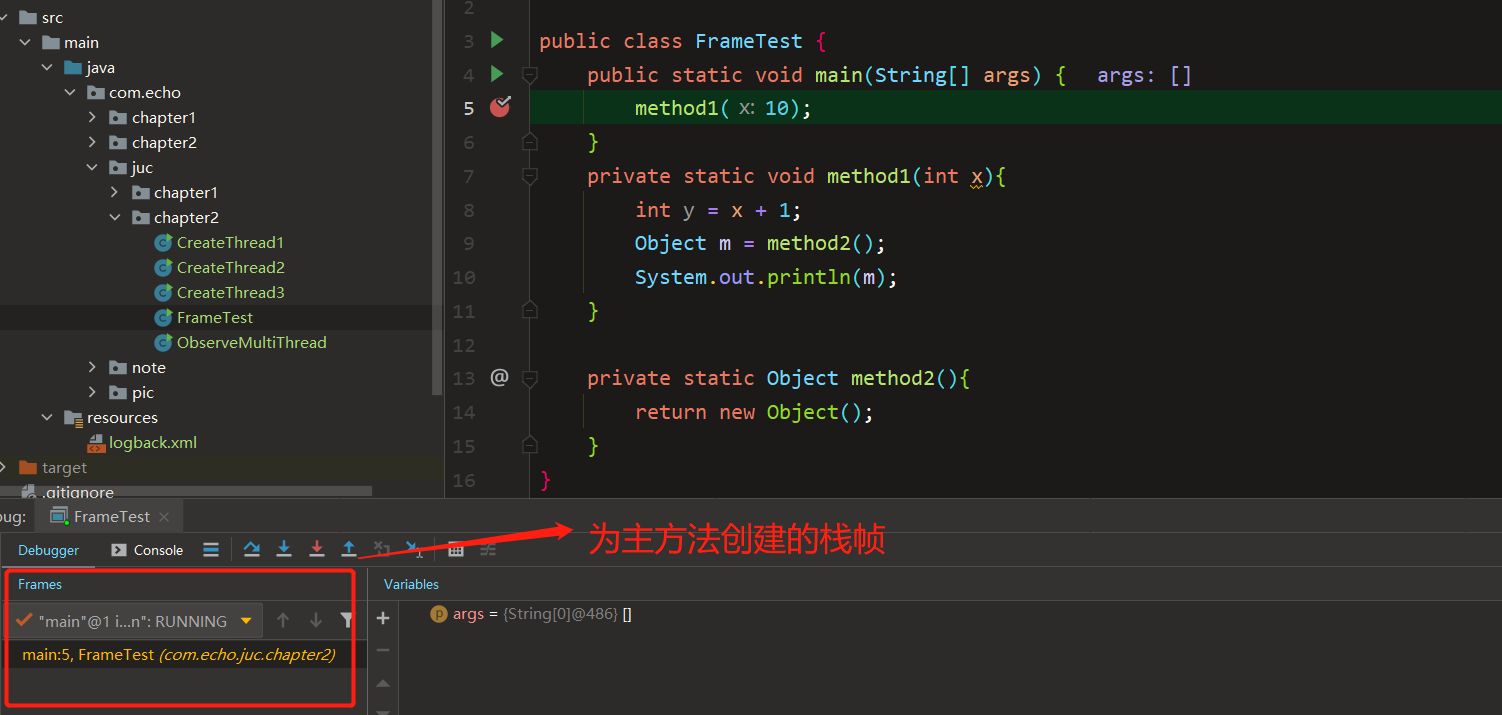 src
main
java
com.echo
chapter1
chapter2
juc
chapter1
chapter2
CreateThread1
CreateThread2
CreateThread3
FrameTest
ObserveMultiThread
note
pic
resources
logback.xml
target
.gitignore
2
3 public class FrameTest {
4 public static void main(String[] args) { args: []
5 method1( x: 10);
6 }
7 private static void method1(int x){
8 int y = x + 1;
9 Object m = method2();
10 System.out.println(m);
11 }
12
13 @ private static Object method2(){
14 return new Object();
15 }
16 }
bug: FrameTest
Debugger Console
为主方法创建的栈帧
Frames
"main"@1 i...n": RUNNING
main:5, FrameTest (com.echo.juc.chapter2)
Variables
p args = {String[0]@486} []